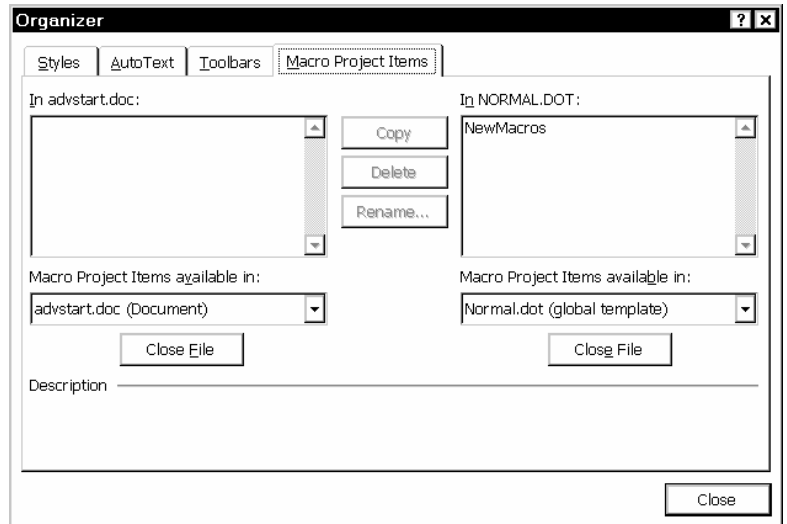 Organizer
Styles AutoText Toolbars Macro Project Items
In advstart.doc: In NORMAL.DOT:
NewMacros
Copy
Delete
Rename...
Macro Project Items available in: Macro Project Items available in:
advstart.doc (Document) Normal.dot (global template)
Close File Close File
Description
Close